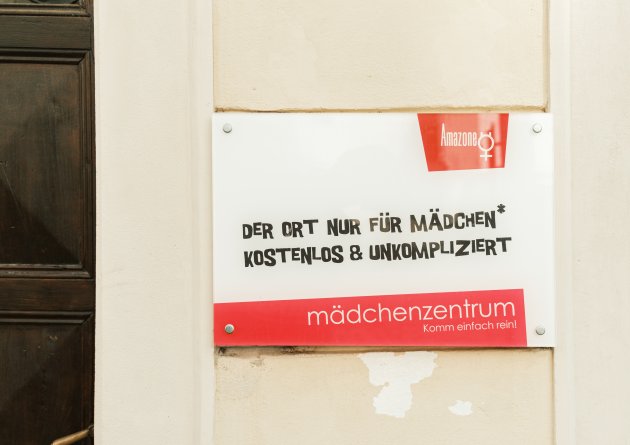 Amazone
DER ORT NUR FÜR MÄDCHEN*
KOSTENLOS & UNKOMPLIZIERT
mädchenzentrum
Komm einfach rein!